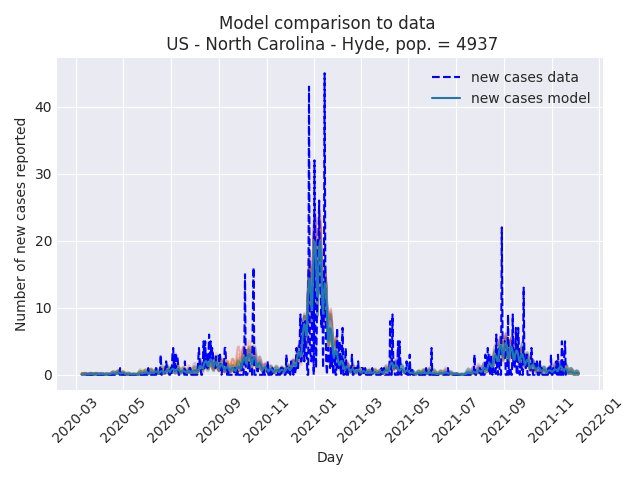 Model comparison to data
US - North Carolina - Hyde, pop. = 4937
new cases data
new cases model
Number of new cases reported
40
30
20
10
0
2020-03
2020-05
2020-07
2020-09
2020-11
2021-01
2021-03
2021-05
2021-07
2021-09
2021-11
2022-01
Day